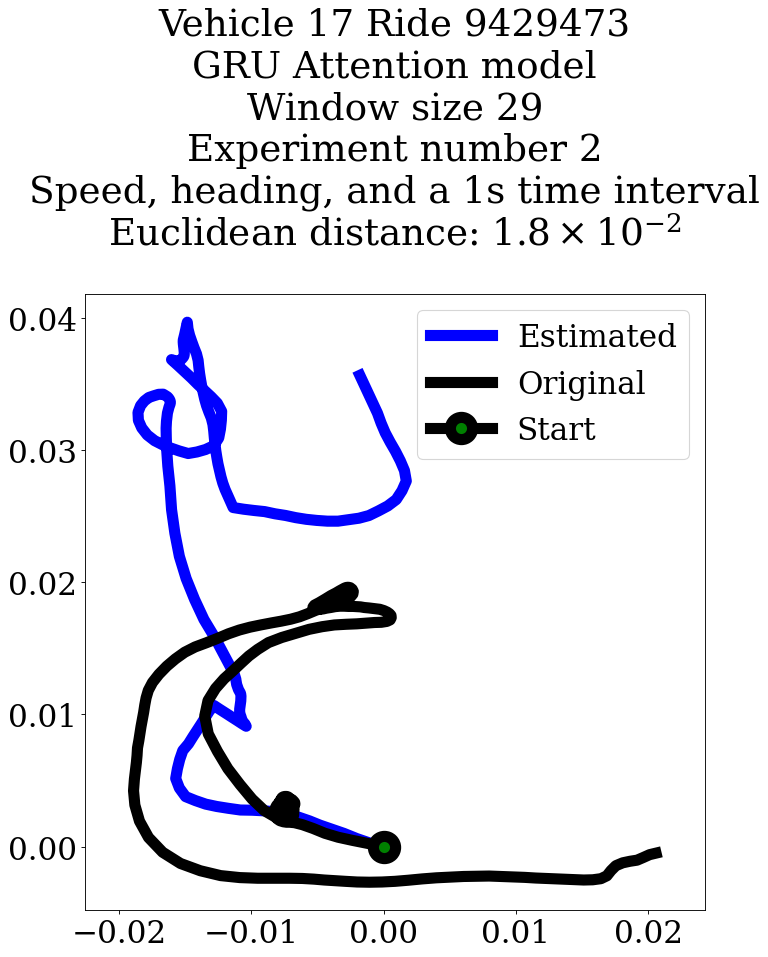 Vehicle 17 Ride 9429473
GRU Attention model
Window size 29
Experiment number 2
Speed, heading, and a 1s time interval
Euclidean distance: 1.8 × 10⁻²
Estimated
Original
Start
0.04
0.03
0.02
0.01
0.00
−0.02 −0.01 0.00 0.01 0.02